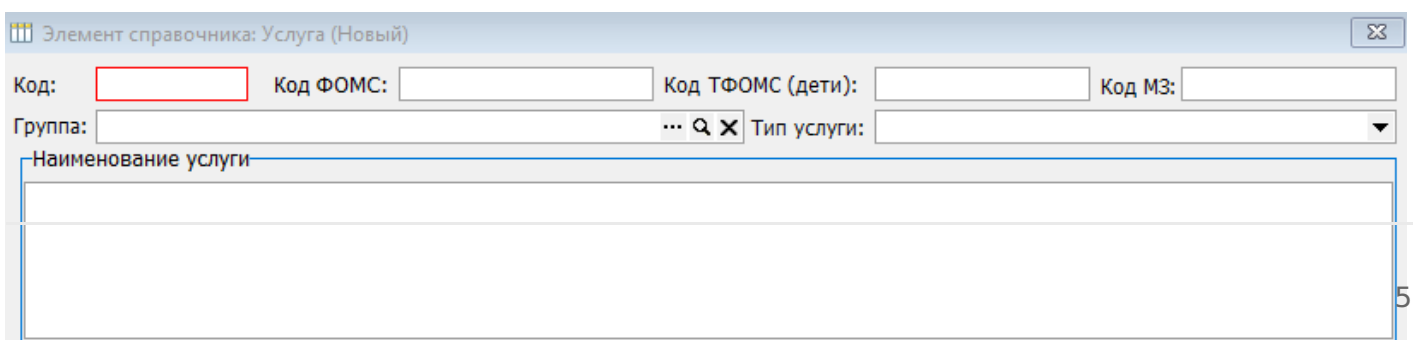 Элемент справочника: Услуга (Новый)
Код: Код ФОМС: Код ТФОМС (дети): Код МЗ:
Группа: Тип услуги:
Наименование услуги
5